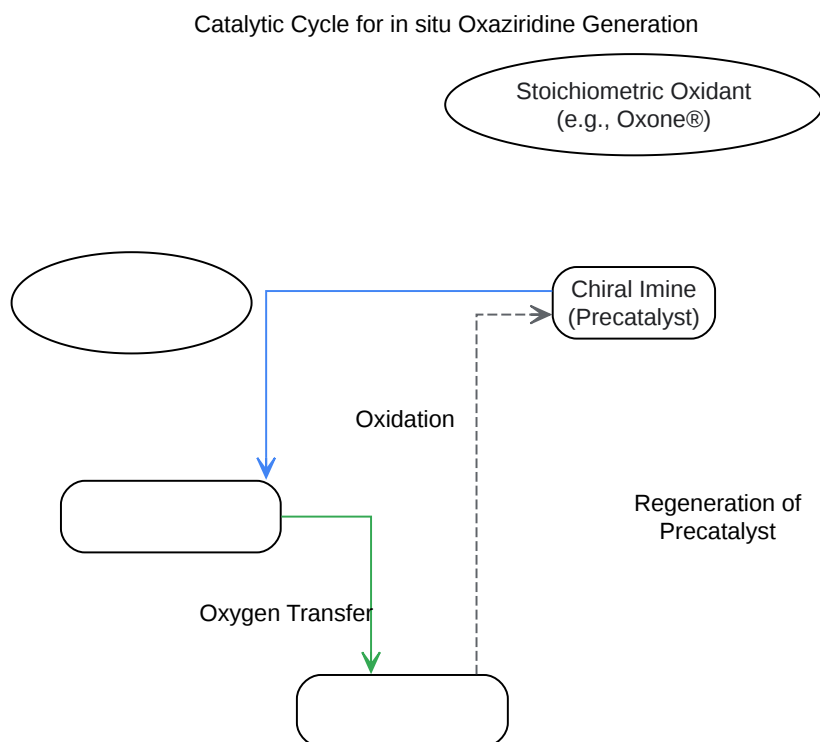 Catalytic Cycle for in situ Oxaziridine Generation
Stoichiometric Oxidant
(e.g., Oxone®)
Chiral Imine
(Precatalyst)
Oxidation
Regeneration of
Precatalyst
Oxygen Transfer